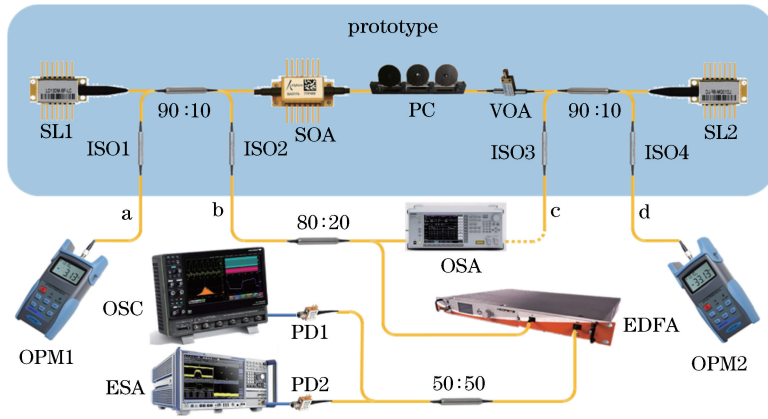 prototype
SL1
90:10
SOA
PC
VOA
90:10
SL2
ISO1
ISO2
ISO3
ISO4
a
b
c
d
80:20
OSA
OSC
PD1
EDFA
OPM1
OPM2
ESA
PD2
50:50